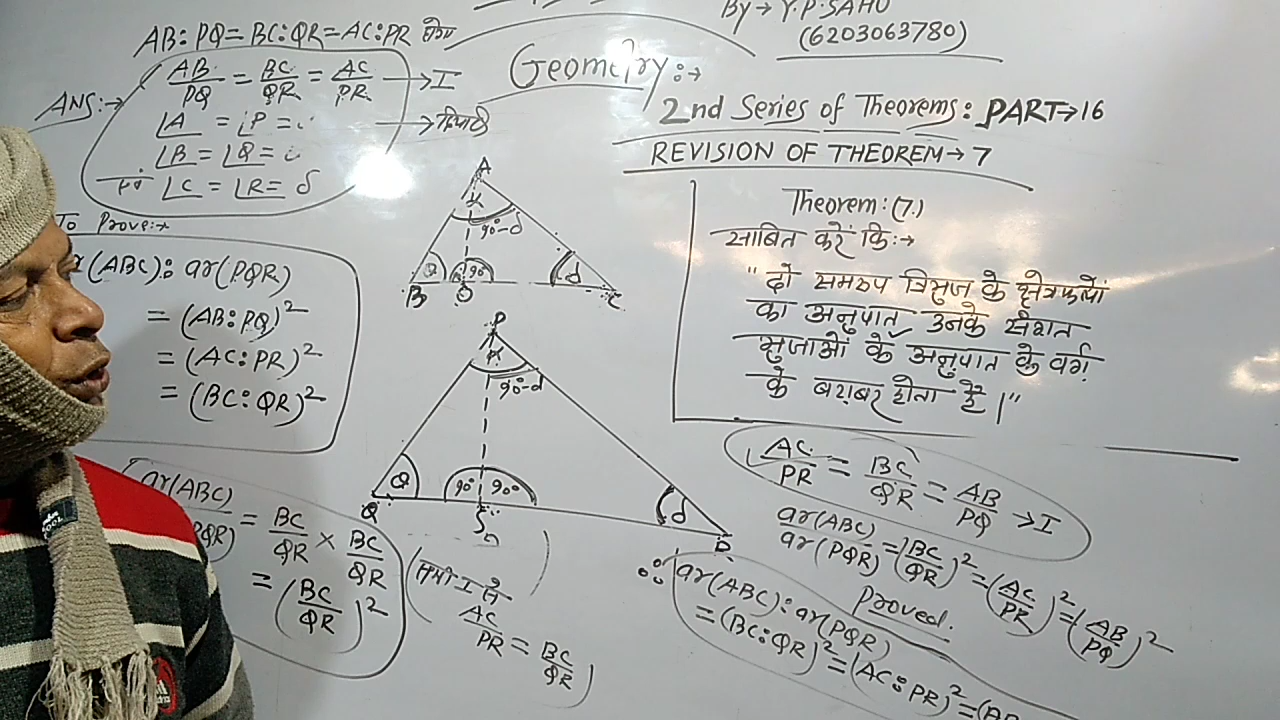 By → Y.P. SAHU
(6203063780)
Geometry:→
2nd Series of Theorems: PART→16
REVISION OF THEOREM→7
Theorem: (7.)
साबित करें कि:→
"दो समरूप त्रिभुज के क्षेत्रफलों
का अनुपात उनके संगत
भुजाओं के अनुपात के वर्ग
के बराबर होता है।"
AB:PQ = BC:QR = AC:PR
ANS:→
AB/PQ = BC/QR = AC/PR → I
∠A = ∠P =
∠B = ∠Q =
∠C = ∠R = d
To Prove:→
(ABC): ar(PQR)
= (AB:PQ)²
= (AC:PR)²
= (BC:QR)²
A
90°-d
90°
d
B
C
P
90°-d
90° 90°
d
Q
R
ar(ABC)/PQR) = BC/QR × BC/QR
= (BC/QR)²
(I से
AC/PR = BC/QR)
AC/PR = BC/QR = AB/PQ → I
ar(ABC)/ar(PQR) = (BC/QR)² = (AC/PR)² = (AB/PQ)²
Proved.
∴ ar(ABC): ar(PQR)
= (BC:QR)² = (AC:PR)² = (AB